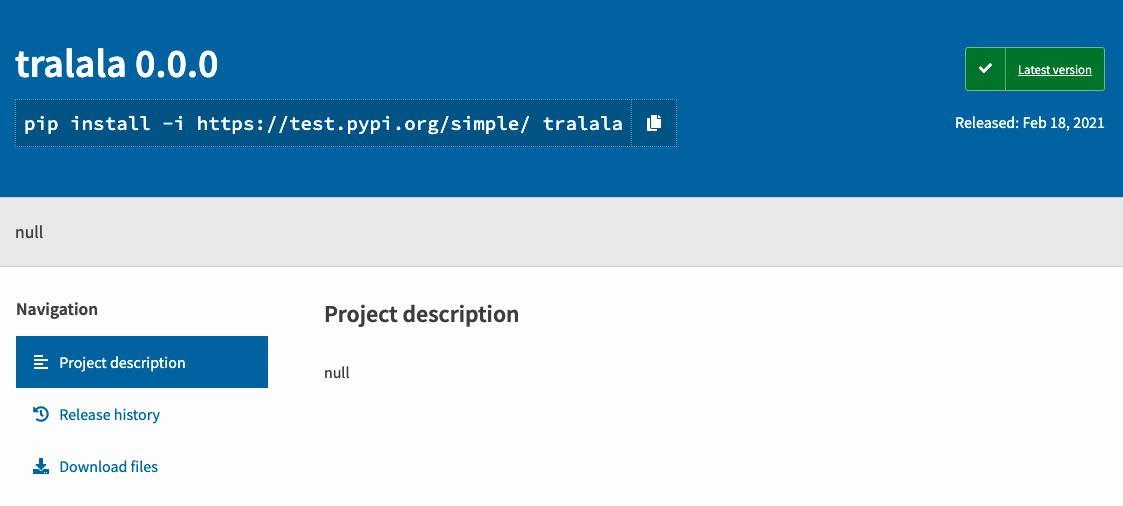 tralala 0.0.0
Latest version
pip install -i https://test.pypi.org/simple/ tralala
Released: Feb 18, 2021
null
Navigation
Project description
Project description
null
Release history
Download files